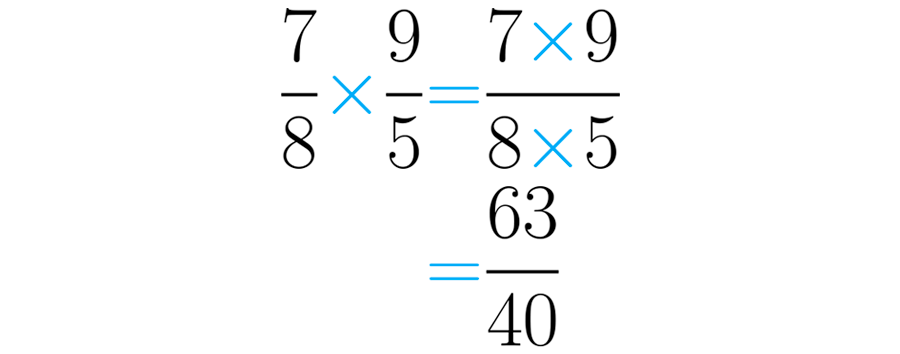 7/8 × 9/5 = 7×9/8×5
= 63/40